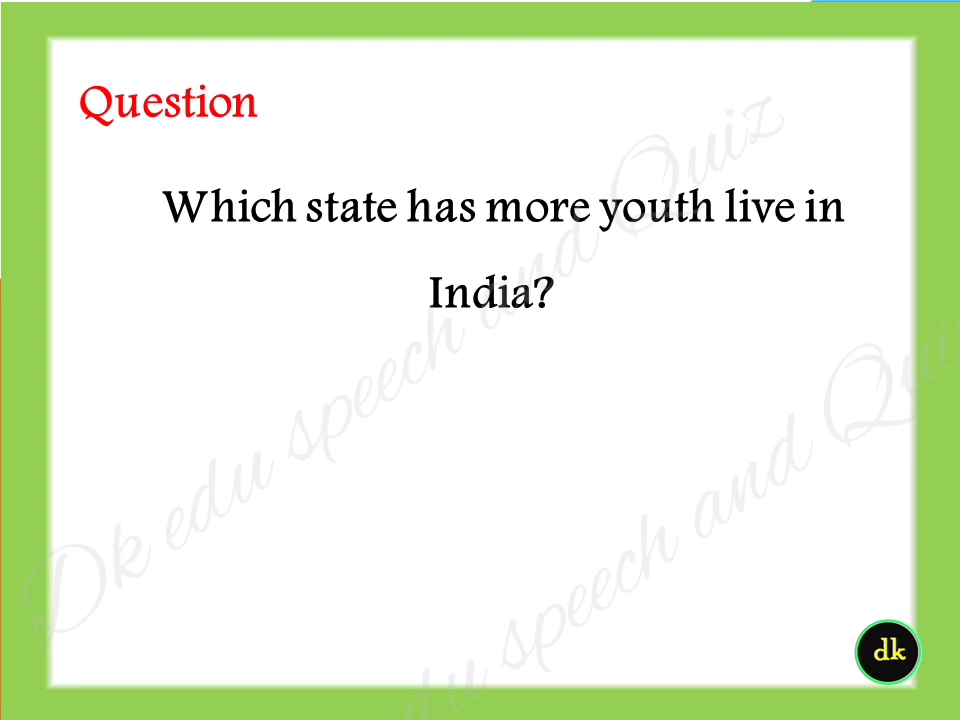 Question
Which state has more youth live in
India?
Dk edu speech and Quiz
edu speech and Quiz
dk